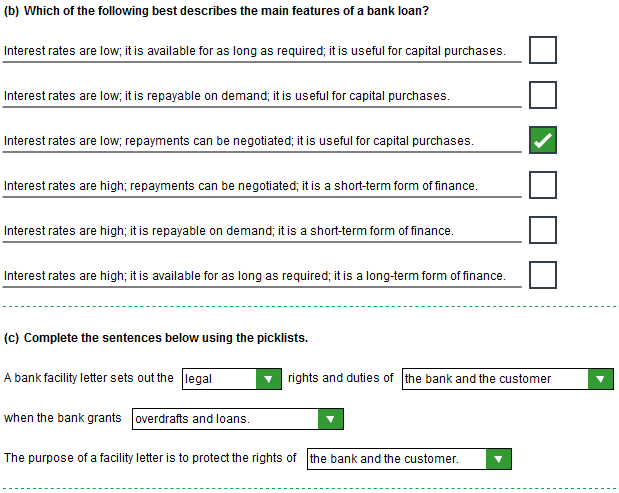 (b) Which of the following best describes the main features of a bank loan?
Interest rates are low; it is available for as long as required; it is useful for capital purchases.
Interest rates are low; it is repayable on demand; it is useful for capital purchases.
Interest rates are low; repayments can be negotiated; it is useful for capital purchases.
Interest rates are high; repayments can be negotiated; it is a short-term form of finance.
Interest rates are high; it is repayable on demand; it is a short-term form of finance.
Interest rates are high; it is available for as long as required; it is a long-term form of finance.
(c) Complete the sentences below using the picklists.
A bank facility letter sets out the legal rights and duties of the bank and the customer
when the bank grants overdrafts and loans.
The purpose of a facility letter is to protect the rights of the bank and the customer.